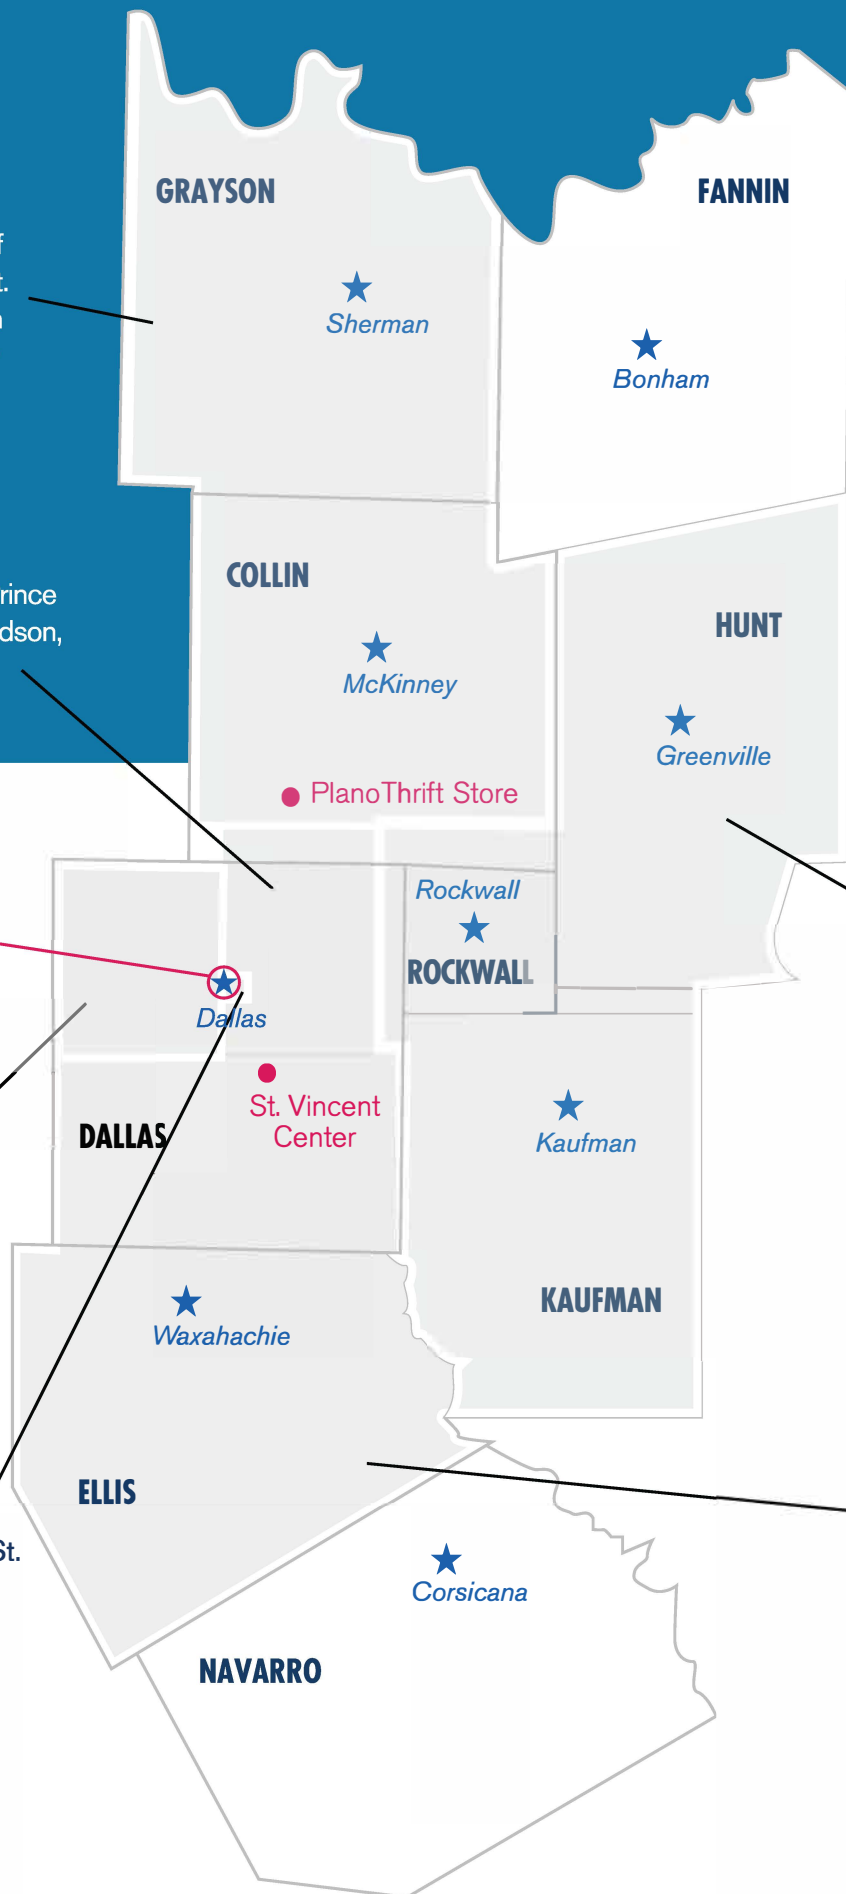 GRAYSON
FANNIN
f
t.
Sherman
Bonham
COLLIN
rince
dson,
HUNT
McKinney
Greenville
PlanoThrift Store
Rockwall
ROCKWALL
Dallas
St. Vincent
Center
DALLAS
Kaufman
KAUFMAN
Waxahachie
ELLIS
St.
Corsicana
NAVARRO